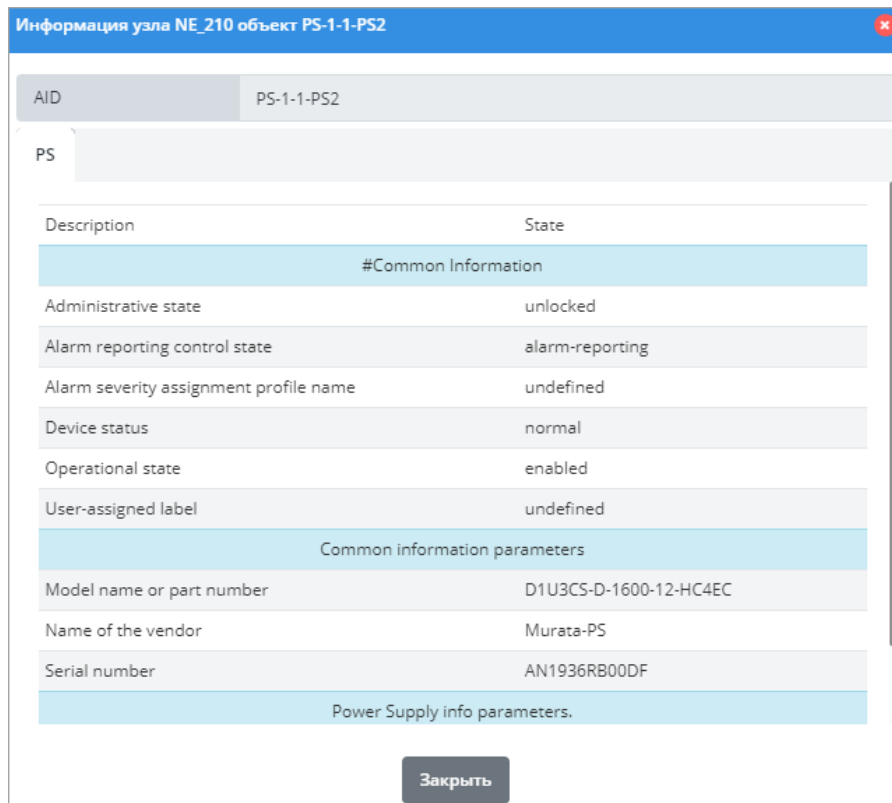 Информация узла NE_210 объект PS-1-1-PS2
AID PS-1-1-PS2
PS
Description State
#Common Information
Administrative state unlocked
Alarm reporting control state alarm-reporting
Alarm severity assignment profile name undefined
Device status normal
Operational state enabled
User-assigned label undefined
Common information parameters
Model name or part number D1U3CS-D-1600-12-HC4EC
Name of the vendor Murata-PS
Serial number AN1936RB00DF
Power Supply info parameters.
Закрыть